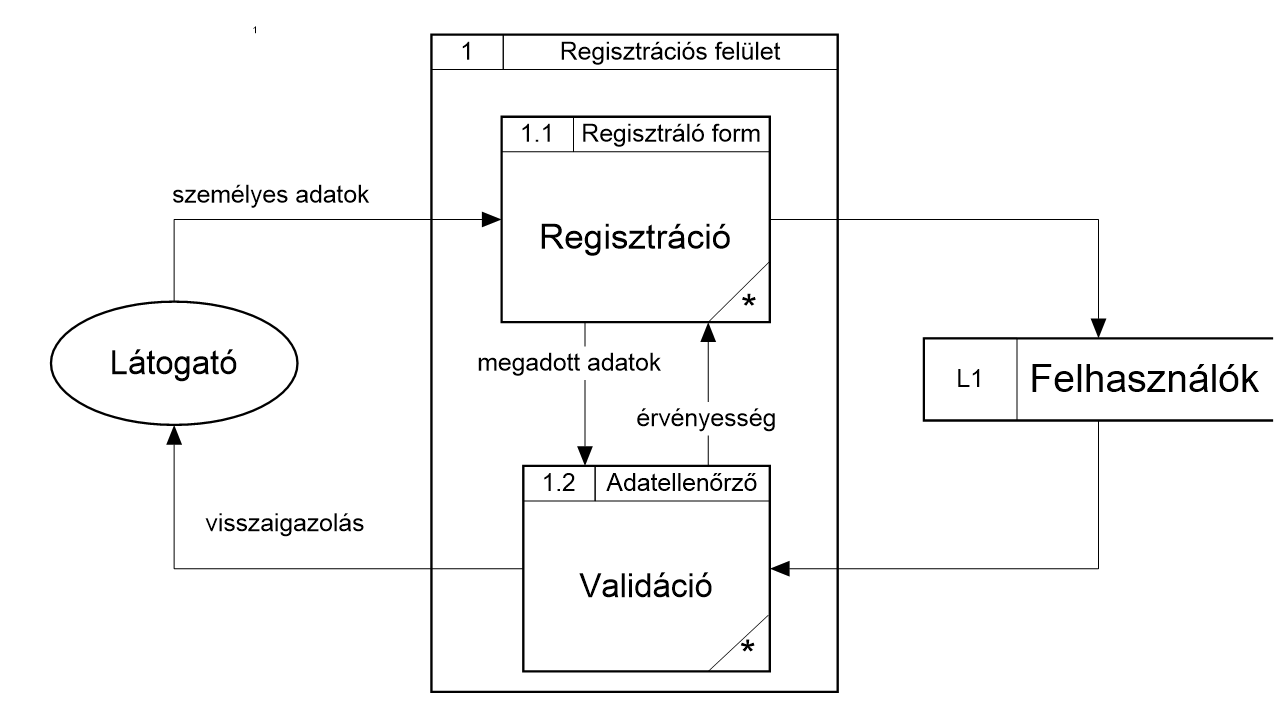 1
1 Regisztrációs felület
1.1 Regisztráló form
személyes adatok
Regisztráció
*
Látogató
megadott adatok
L1 Felhasználók
érvényesség
1.2 Adatellenőrző
visszaigazolás
Validáció
*